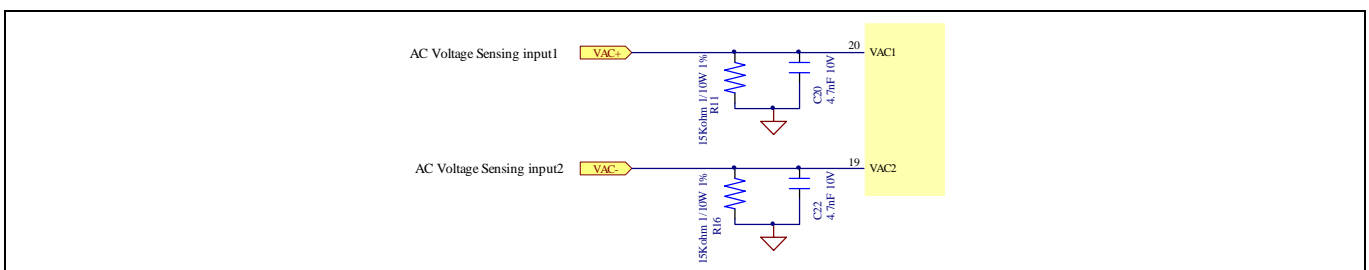 AC Voltage Sensing input1
VAC+
15Kohm 1/10W 1%
R11
C20
4.7nF 10V
20
VAC1
AC Voltage Sensing input2
VAC-
15Kohm 1/10W 1%
R16
C22
4.7nF 10V
19
VAC2